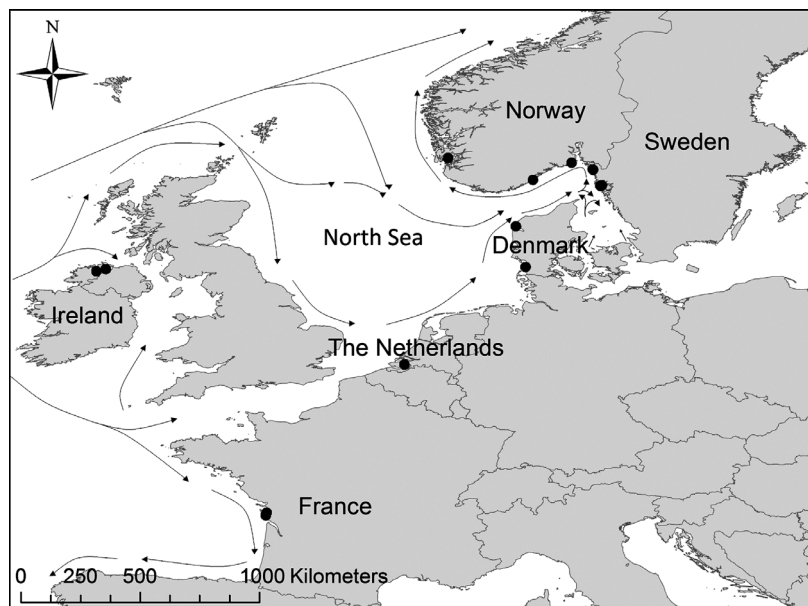 N
Norway
Sweden
North Sea
Denmark
Ireland
The Netherlands
France
0 250 500 1000 Kilometers